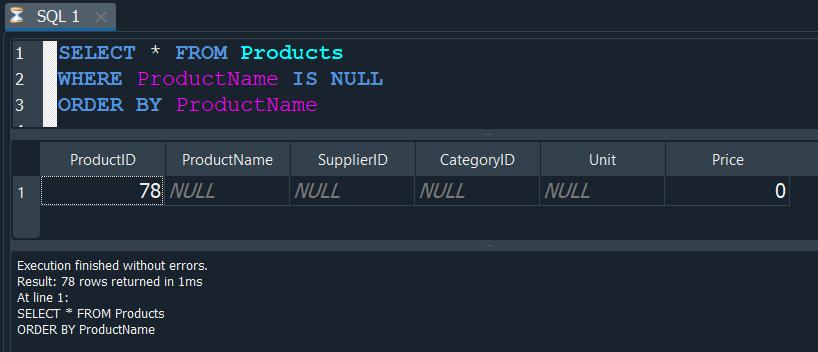 SQL 1
1 SELECT * FROM Products
2 WHERE ProductName IS NULL
3 ORDER BY ProductName
ProductID ProductName SupplierID CategoryID Unit Price
1 78 NULL NULL NULL NULL 0
Execution finished without errors.
Result: 78 rows returned in 1ms
At line 1:
SELECT * FROM Products
ORDER BY ProductName